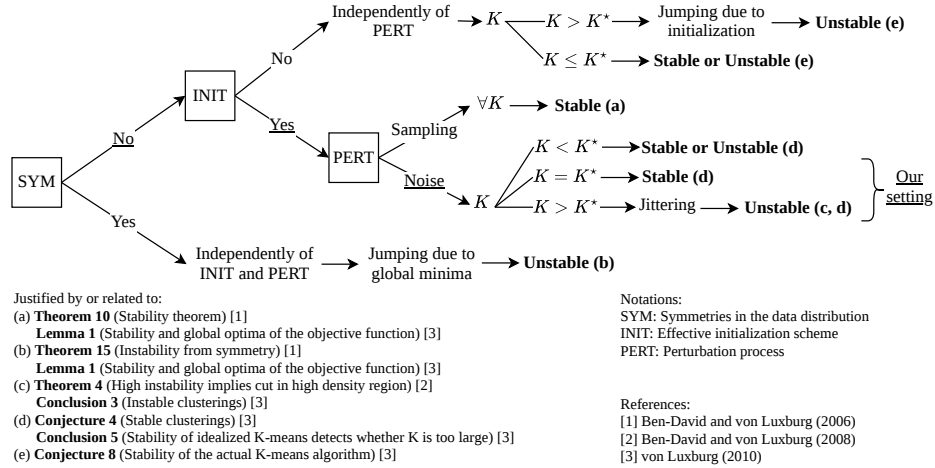 Independently of
PERT
K
K > K⋆
Jumping due to
initialization
Unstable (e)
K ≤ K⋆
Stable or Unstable (e)
No
INIT
Yes
Sampling
∀K
Stable (a)
PERT
Noise
K
K < K⋆
Stable or Unstable (d)
K = K⋆
Stable (d)
K > K⋆
Jittering
Unstable (c, d)
Our
setting
No
SYM
Yes
Independently of
INIT and PERT
Jumping due to
global minima
Unstable (b)
Justified by or related to:
(a) Theorem 10 (Stability theorem) [1]
Lemma 1 (Stability and global optima of the objective function) [3]
(b) Theorem 15 (Instability from symmetry) [1]
Lemma 1 (Stability and global optima of the objective function) [3]
(c) Theorem 4 (High instability implies cut in high density region) [2]
Conclusion 3 (Instable clusterings) [3]
(d) Conjecture 4 (Stable clusterings) [3]
Conclusion 5 (Stability of idealized K-means detects whether K is too large) [3]
(e) Conjecture 8 (Stability of the actual K-means algorithm) [3]
Notations:
SYM: Symmetries in the data distribution
INIT: Effective initialization scheme
PERT: Perturbation process
References:
[1] Ben-David and von Luxburg (2006)
[2] Ben-David and von Luxburg (2008)
[3] von Luxburg (2010)